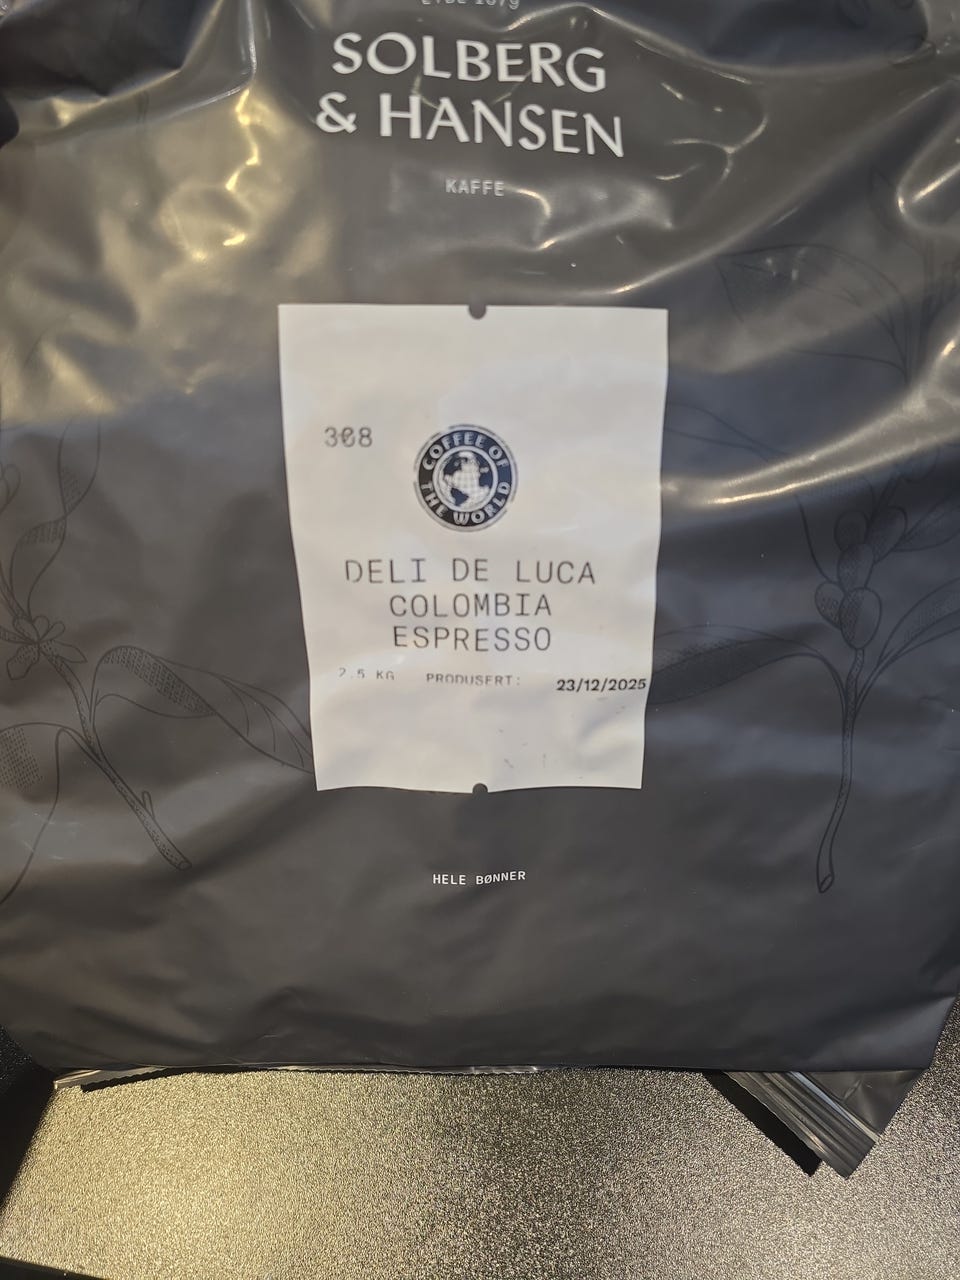 SOLBERG
& HANSEN
KAFFE
308
COFFEE OF
THE WORLD
DELI DE LUCA
COLOMBIA
ESPRESSO
2.5 KG PRODUSERT: 23/12/2025
HELE BØNNER